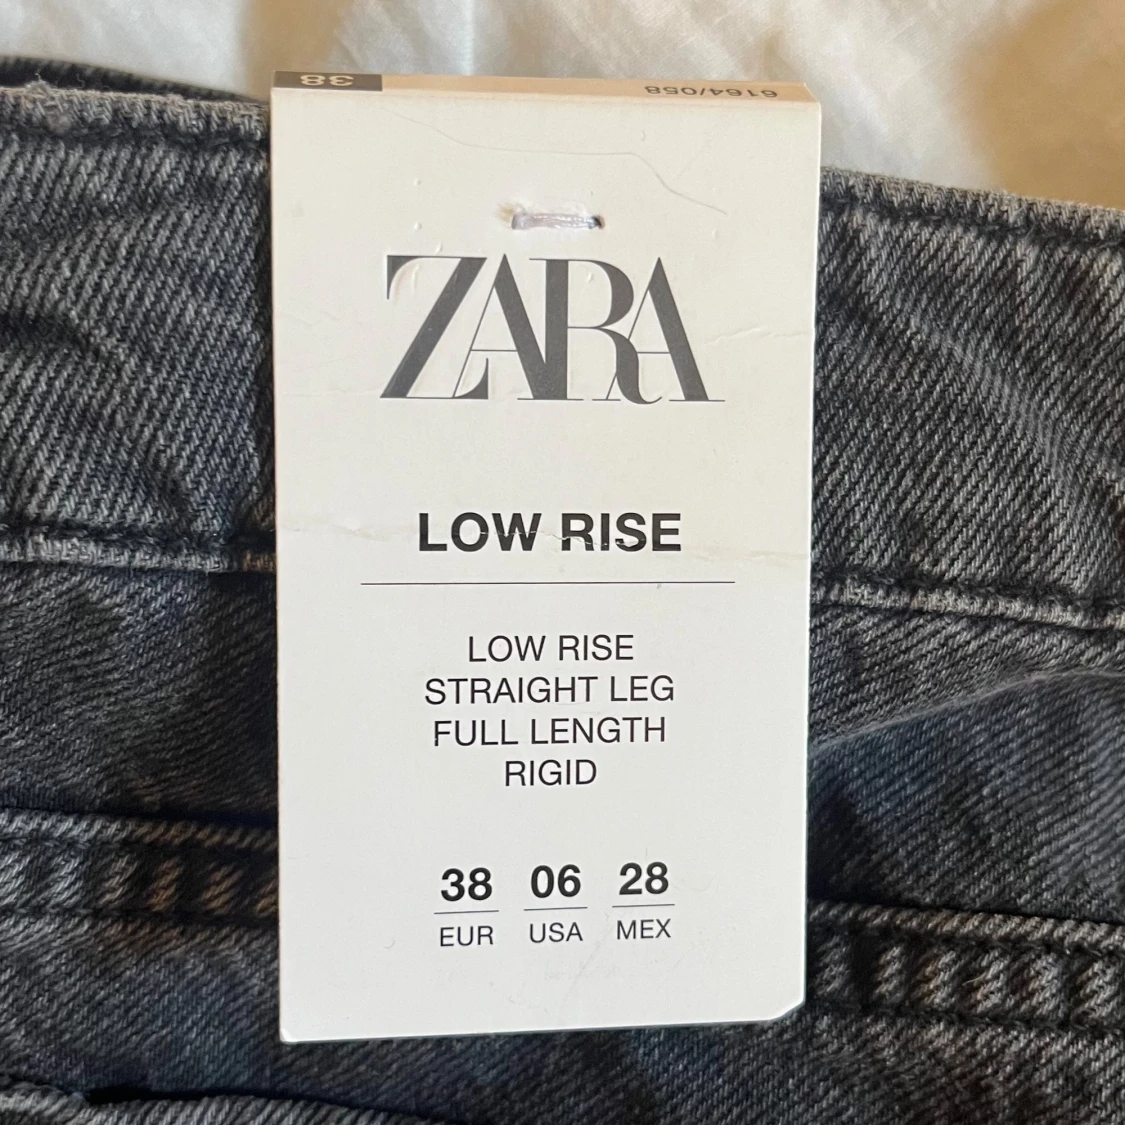 38 6164/058
ZARA
LOW RISE
LOW RISE
STRAIGHT LEG
FULL LENGTH
RIGID
38 06 28
EUR USA MEX